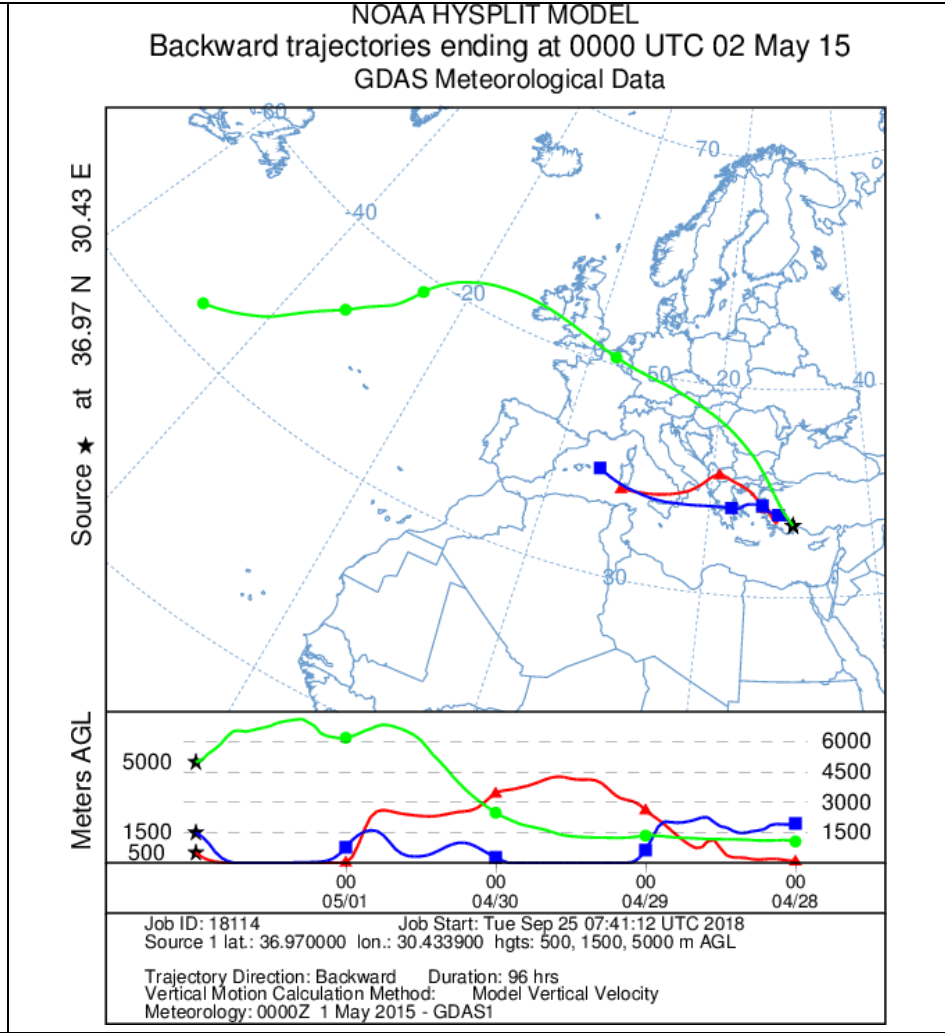 NOAA HYSPLIT MODEL
Backward trajectories ending at 0000 UTC 02 May 15
GDAS Meteorological Data
Source ★ at 36.97 N 30.43 E
-60
-40
-20
70
50
20
40
30
Meters AGL
5000
1500
500
6000
4500
3000
1500
00 00 00 00
05/01 04/30 04/29 04/28
Job ID: 18114 Job Start: Tue Sep 25 07:41:12 UTC 2018
Source 1 lat.: 36.970000 lon.: 30.433900 hgts: 500, 1500, 5000 m AGL
Trajectory Direction: Backward Duration: 96 hrs
Vertical Motion Calculation Method: Model Vertical Velocity
Meteorology: 0000Z 1 May 2015 - GDAS1